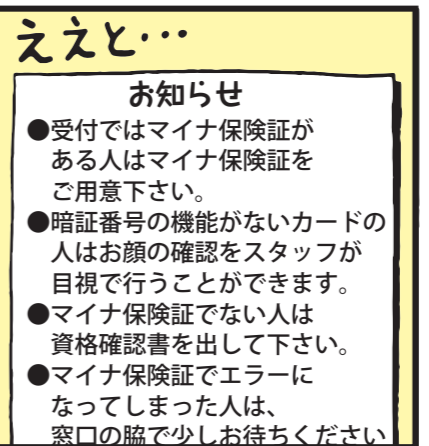 ええと…
お知らせ
●受付ではマイナ保険証が
ある人はマイナ保険証を
ご用意下さい。
●暗証番号の機能がないカードの
人はお顔の確認をスタッフが
目視で行うことができます。
●マイナ保険証でない人は
資格確認書を出して下さい。
●マイナ保険証でエラーに
なってしまった人は、
窓口の脇で少しお待ちください